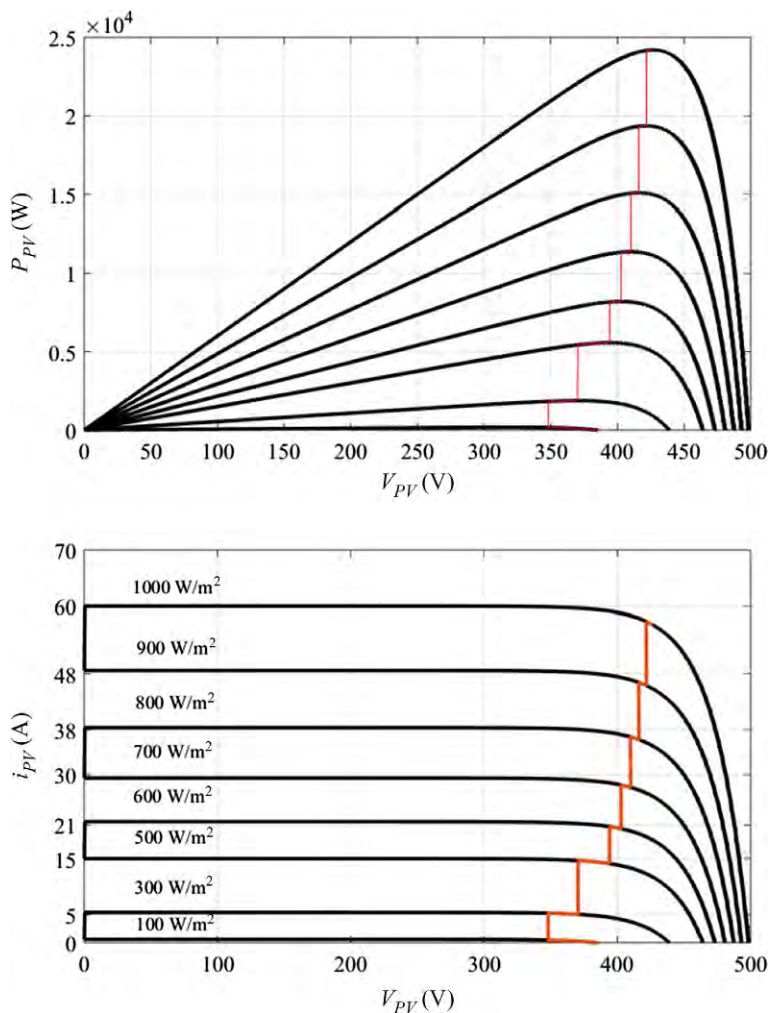 ×10⁴
2.5
2
1.5
1
0.5
0
P_PV (W)
0 50 100 150 200 250 300 350 400 450 500
V_PV (V)
70
60
48
38
30
21
15
5
0
i_PV (A)
1000 W/m²
900 W/m²
800 W/m²
700 W/m²
600 W/m²
500 W/m²
300 W/m²
100 W/m²
0 100 200 300 400 500
V_PV (V)